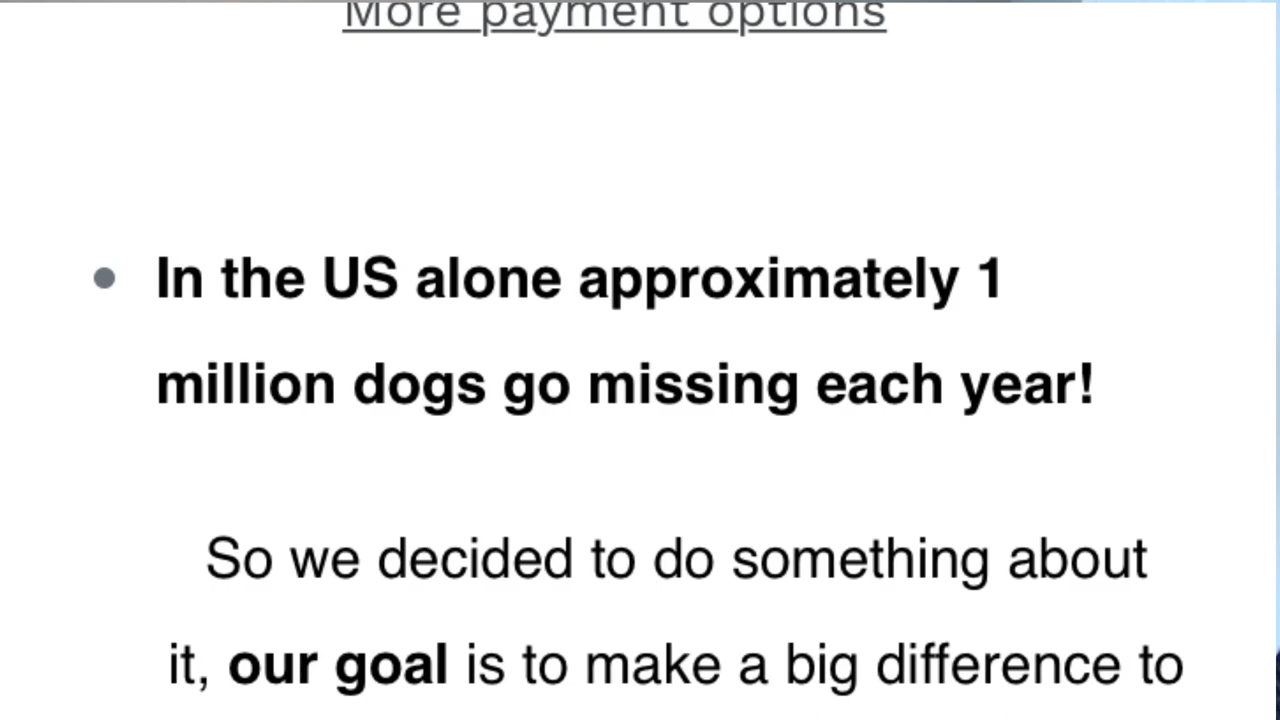 More payment options
In the US alone approximately 1
million dogs go missing each year!
So we decided to do something about
it, our goal is to make a big difference to